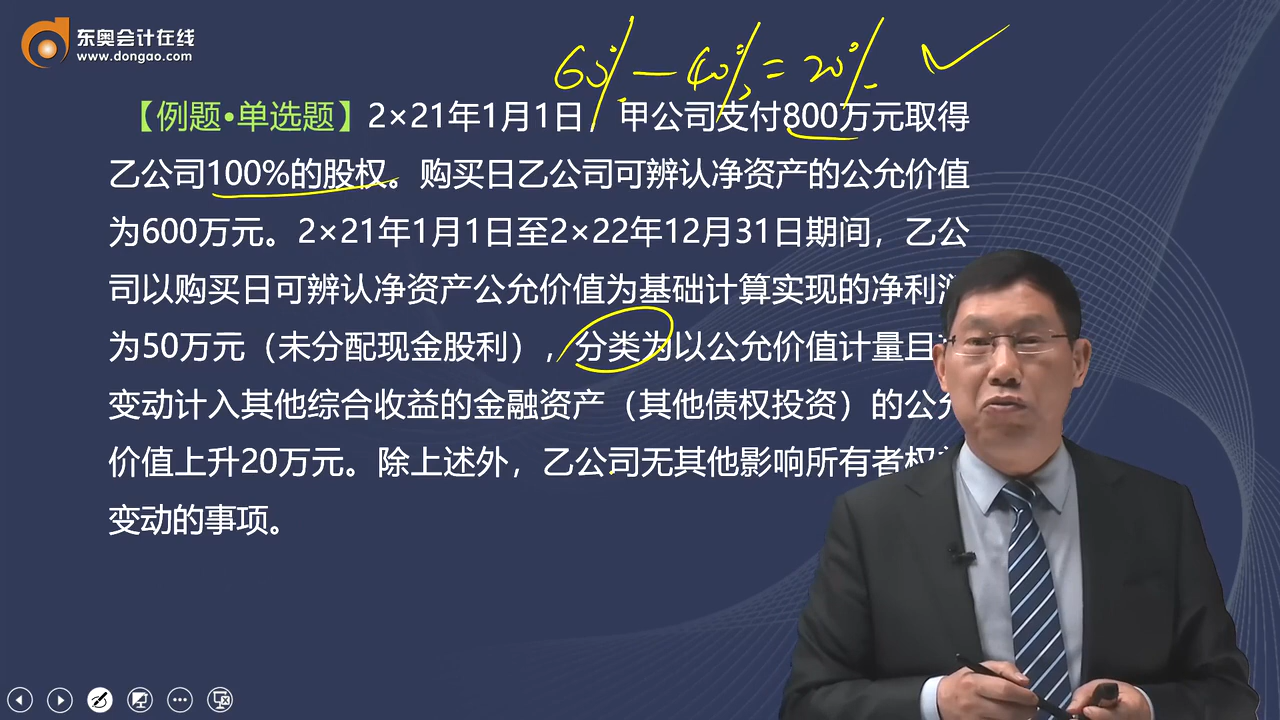 东奥会计在线
www.dongao.com
60% - 40% = 20%
【例题•单选题】2×21年1月1日 甲公司支付800万元取得
乙公司100%的股权。购买日乙公司可辨认净资产的公允价值
为600万元。2×21年1月1日至2×22年12月31日期间，乙公
司以购买日可辨认净资产公允价值为基础计算实现的净利
为50万元（未分配现金股利），分类为以公允价值计量且
变动计入其他综合收益的金融资产（其他债权投资）的公
价值上升20万元。除上述外，乙公司无其他影响所有者权
变动的事项。